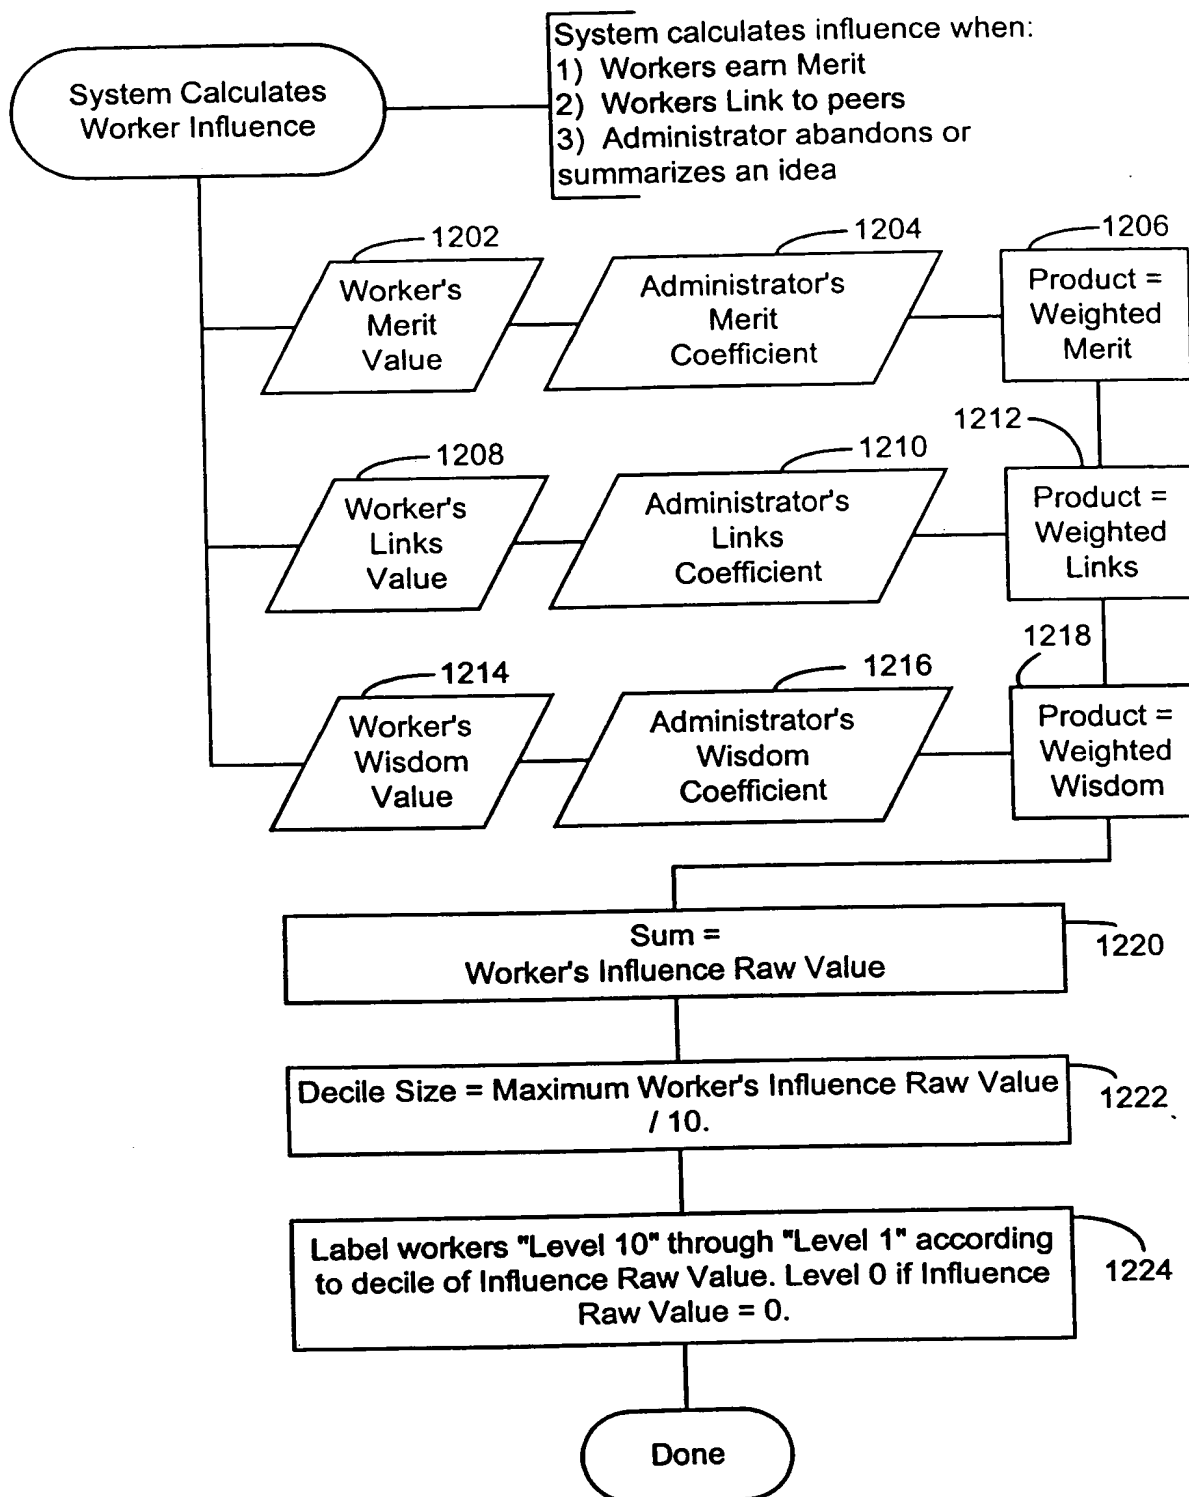 System Calculates
Worker Influence
System calculates influence when:
1) Workers earn Merit
2) Workers Link to peers
3) Administrator abandons or
summarizes an idea
1202
1204
1206
Worker's
Merit
Value
Administrator's
Merit
Coefficient
Product =
Weighted
Merit
1208
1210
1212
Worker's
Links
Value
Administrator's
Links
Coefficient
Product =
Weighted
Links
1214
1216
1218
Worker's
Wisdom
Value
Administrator's
Wisdom
Coefficient
Product =
Weighted
Wisdom
Sum =
Worker's Influence Raw Value
1220
Decile Size = Maximum Worker's Influence Raw Value
/ 10.
1222
Label workers "Level 10" through "Level 1" according
to decile of Influence Raw Value. Level 0 if Influence
Raw Value = 0.
1224
Done